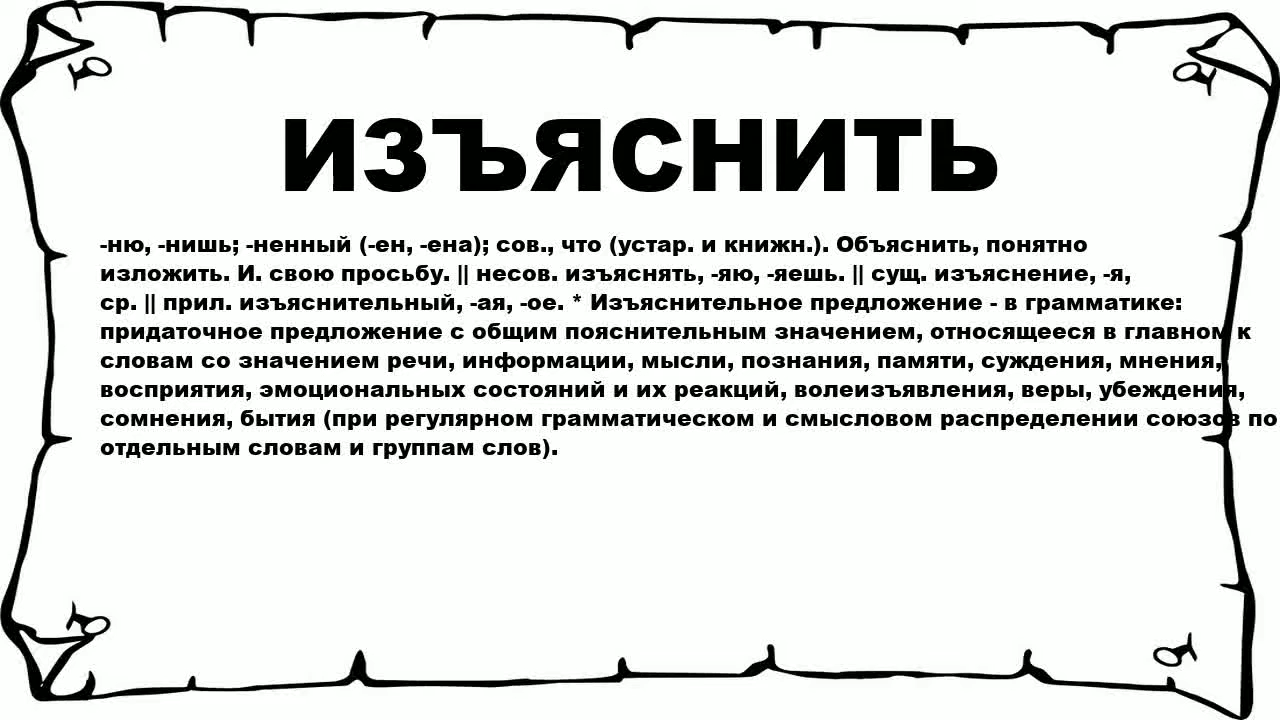 ИЗЪЯСНИТЬ
-ню, -нишь; -ненный (-ен, -ена); сов., что (устар. и книжн.). Объяснить, понятно
изложить. И. свою просьбу. || несов. изъяснять, -яю, -яешь. || сущ. изъяснение, -я,
ср. || прил. изъяснительный, -ая, -ое. * Изъяснительное предложение - в грамматике:
придаточное предложение с общим пояснительным значением, относящееся в главном к
словам со значением речи, информации, мысли, познания, памяти, суждения, мнения,
восприятия, эмоциональных состояний и их реакций, волеизъявления, веры, убеждения,
сомнения, бытия (при регулярном грамматическом и смысловом распределении союзов по
отдельным словам и группам слов).